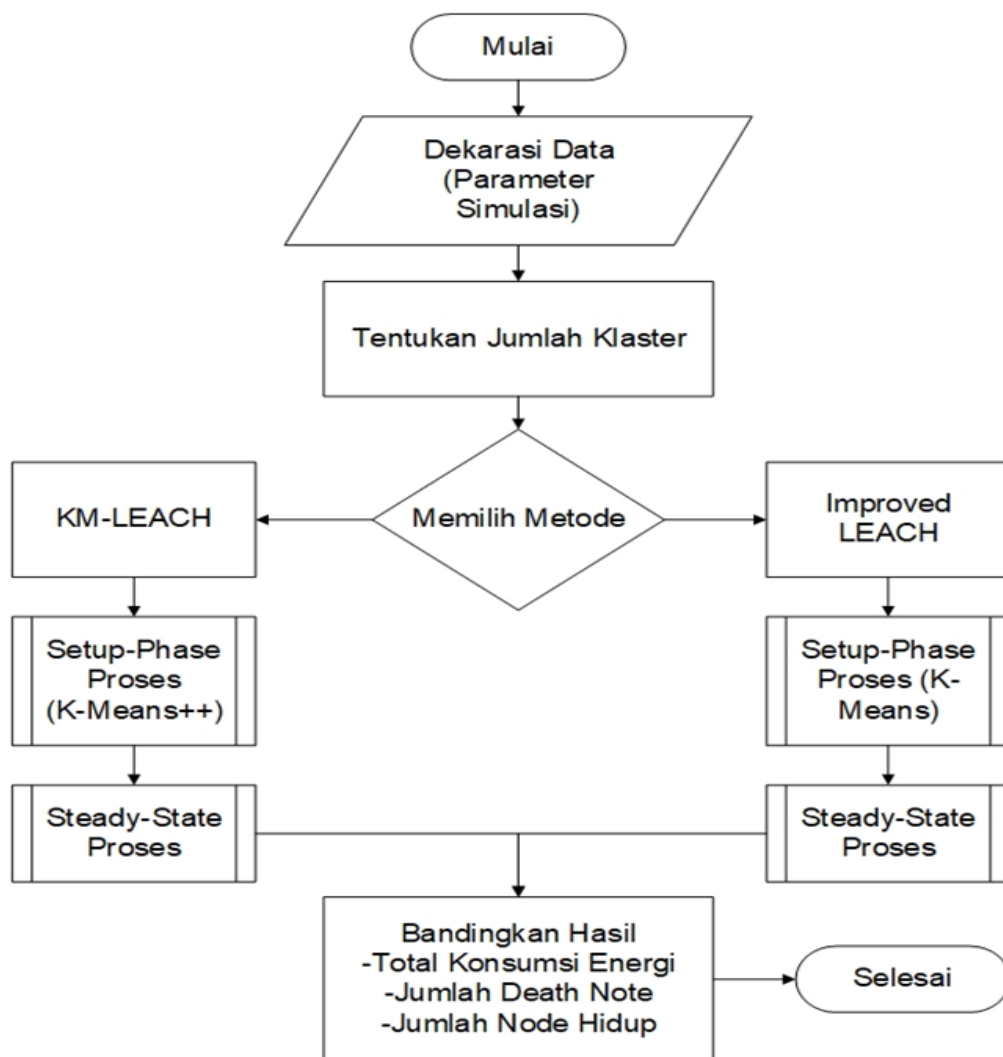 Mulai
Dekarasi Data
(Parameter
Simulasi)
Tentukan Jumlah Klaster
Memilih Metode
KM-LEACH
Setup-Phase
Proses
(K-Means++)
Steady-State
Proses
Improved
LEACH
Setup-Phase
Proses (K-
Means)
Steady-State
Proses
Bandingkan Hasil
-Total Konsumsi Energi
-Jumlah Death Note
-Jumlah Node Hidup
Selesai